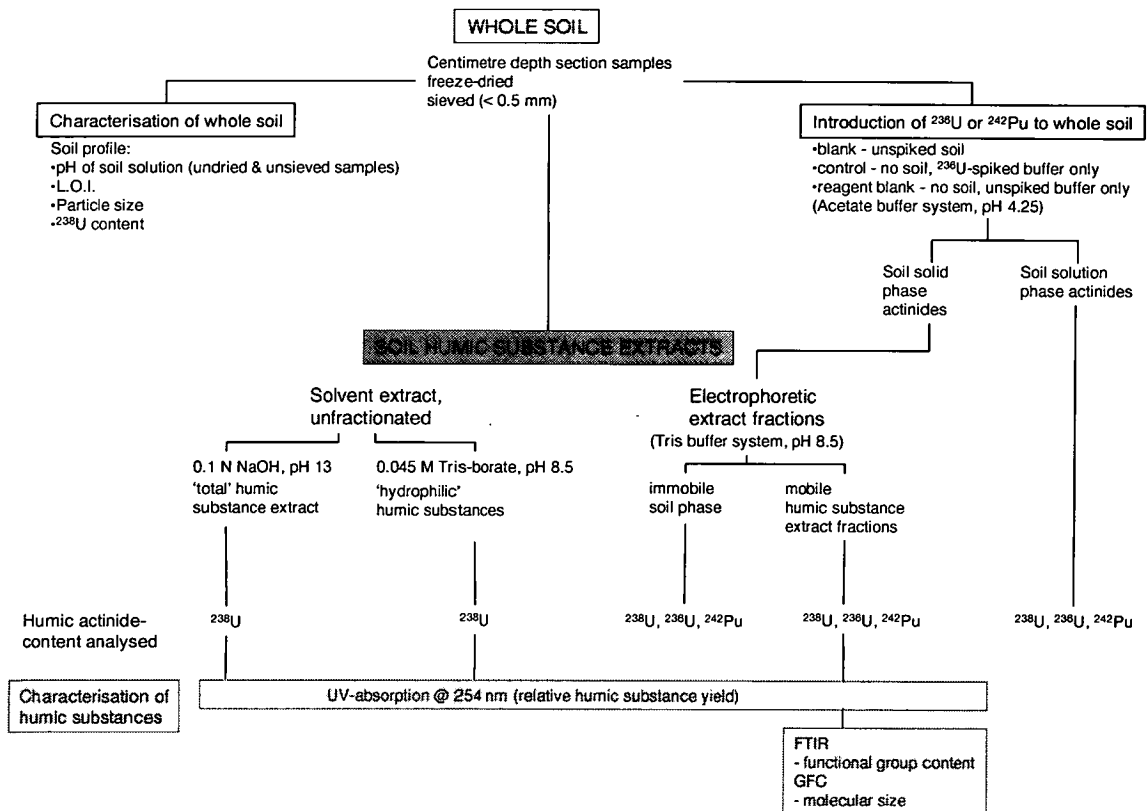 WHOLE SOIL
Centimetre depth section samples
freeze-dried
sieved (< 0.5 mm)
Characterisation of whole soil
Soil profile:
•pH of soil solution (undried & unsieved samples)
•L.O.I.
•Particle size
•²³⁸U content
Introduction of ²³⁶U or ²⁴²Pu to whole soil
•blank - unspiked soil
•control - no soil, ²³⁶U-spiked buffer only
•reagent blank - no soil, unspiked buffer only
(Acetate buffer system, pH 4.25)
Soil solid
phase
actinides
Soil solution
phase actinides
SOIL HUMIC SUBSTANCE EXTRACTS
Solvent extract,
unfractionated
Electrophoretic
extract fractions
(Tris buffer system, pH 8.5)
0.1 N NaOH, pH 13
'total' humic
substance extract
0.045 M Tris-borate, pH 8.5
'hydrophilic'
humic substances
immobile
soil phase
mobile
humic substance
extract fractions
Humic actinide-
content analysed
²³⁸U
²³⁸U
²³⁸U, ²³⁶U, ²⁴²Pu
²³⁸U, ²³⁶U, ²⁴²Pu
²³⁸U, ²³⁶U, ²⁴²Pu
Characterisation of
humic substances
UV-absorption @ 254 nm (relative humic substance yield)
FTIR
- functional group content
GFC
- molecular size